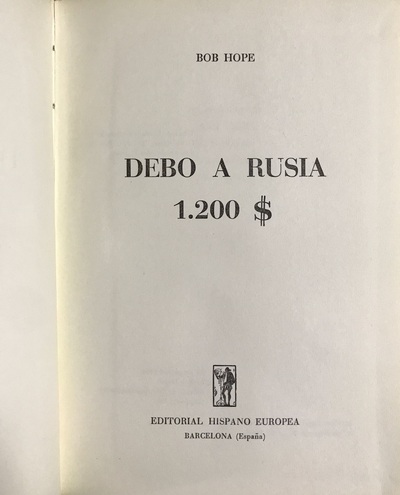 BOB HOPE
DEBO A RUSIA
1.200 $
EDITORIAL HISPANO EUROPEA
BARCELONA (España)